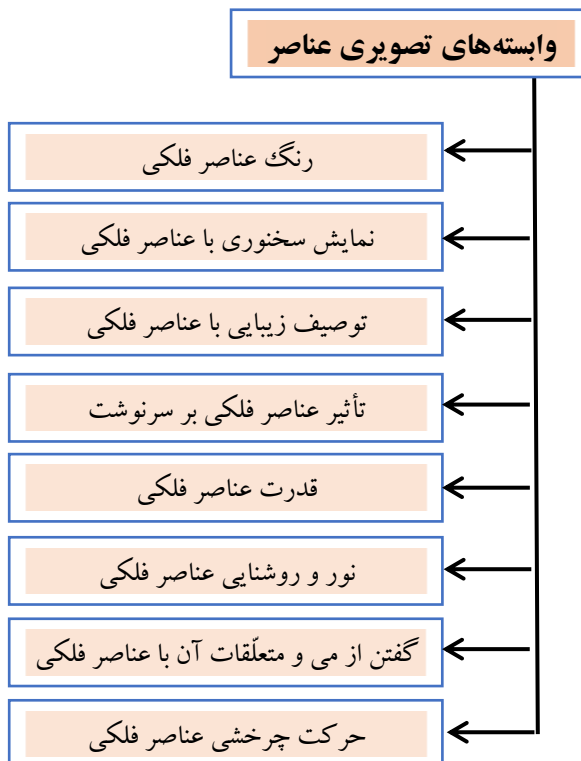 وابسته‌های تصویری عناصر
رنگ عناصر فلکی
نمایش سخنوری با عناصر فلکی
توصیف زیبایی با عناصر فلکی
تأثیر عناصر فلکی بر سرنوشت
قدرت عناصر فلکی
نور و روشنایی عناصر فلکی
گفتن از می و متعلّقات آن با عناصر فلکی
حرکت چرخشی عناصر فلکی